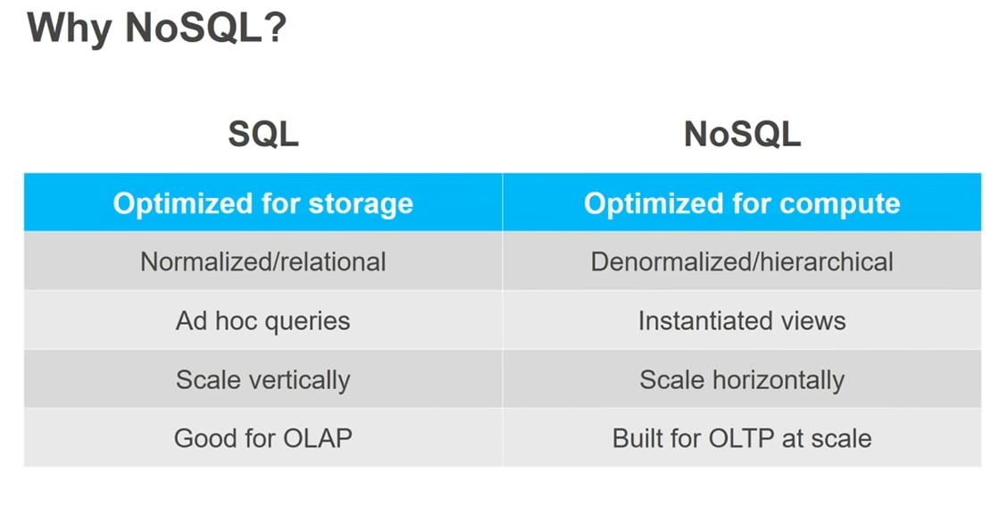 Why NoSQL?
SQL NoSQL
Optimized for storage Optimized for compute
Normalized/relational Denormalized/hierarchical
Ad hoc queries Instantiated views
Scale vertically Scale horizontally
Good for OLAP Built for OLTP at scale